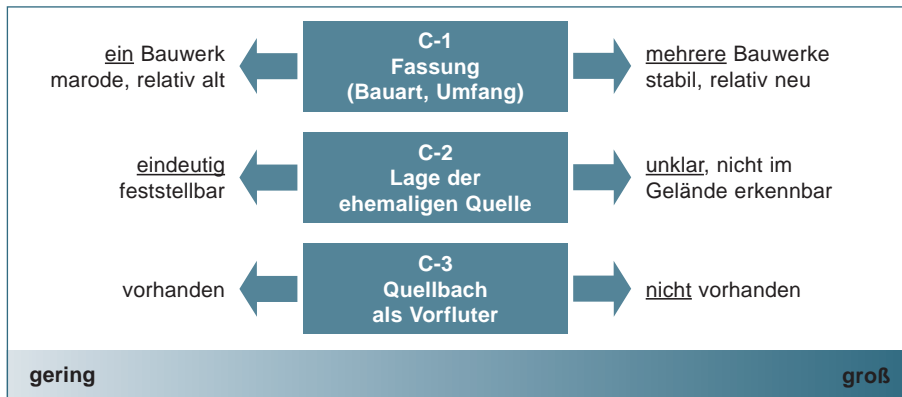 ein Bauwerk
marode, relativ alt
C-1
Fassung
(Bauart, Umfang)
mehrere Bauwerke
stabil, relativ neu
eindeutig
feststellbar
C-2
Lage der
ehemaligen Quelle
unklar, nicht im
Gelände erkennbar
vorhanden
C-3
Quellbach
als Vorfluter
nicht vorhanden
gering
groß